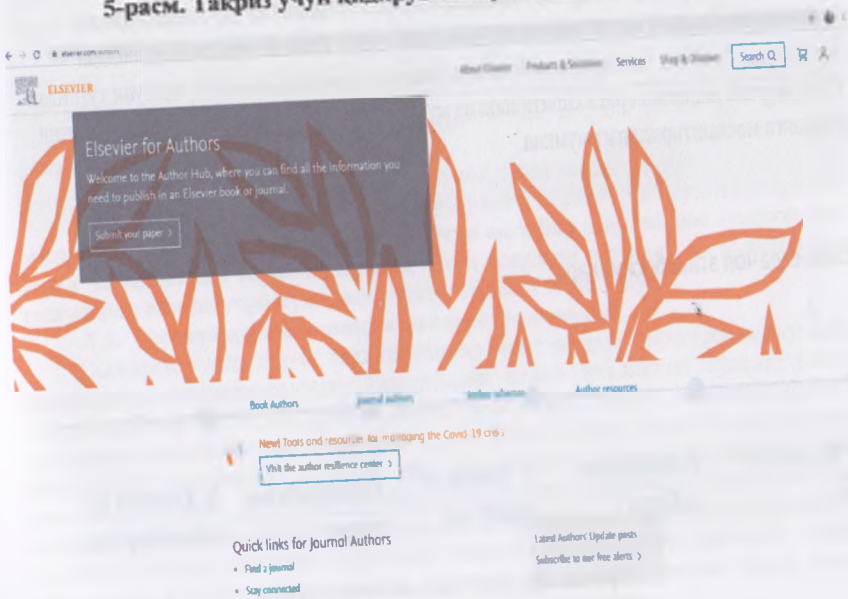 5-расм. Такриз учун
elsevier.com
ELSEVIER
About Elsevier Products & Solutions Services Shop & Discover Search
Elsevier for Authors
Welcome to the Author Hub, where you can find all the information you
need to publish in an Elsevier book or journal.
Submit your paper >
Book Authors Journal authors Author resources
New! Tools and resources for managing the Covid-19
Visit the author resilience center >
Quick links for Journal Authors
Find a journal
Stay connected
Latest Authors' Update posts
Subscribe to our free alerts >